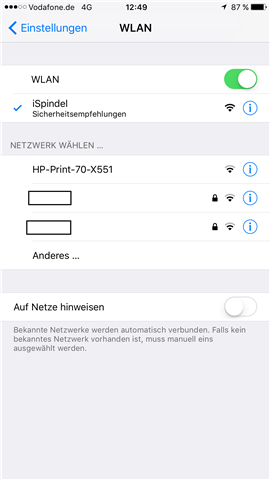 Vodafone.de 4G 12:49 87 %
Einstellungen WLAN
WLAN
iSpindel
Sicherheitsempfehlungen
NETZWERK WÄHLEN ...
HP-Print-70-X551
Anderes ...
Auf Netze hinweisen
Bekannte Netzwerke werden automatisch verbunden. Falls kein
bekanntes Netzwerk vorhanden ist, muss manuell eins
ausgewählt werden.